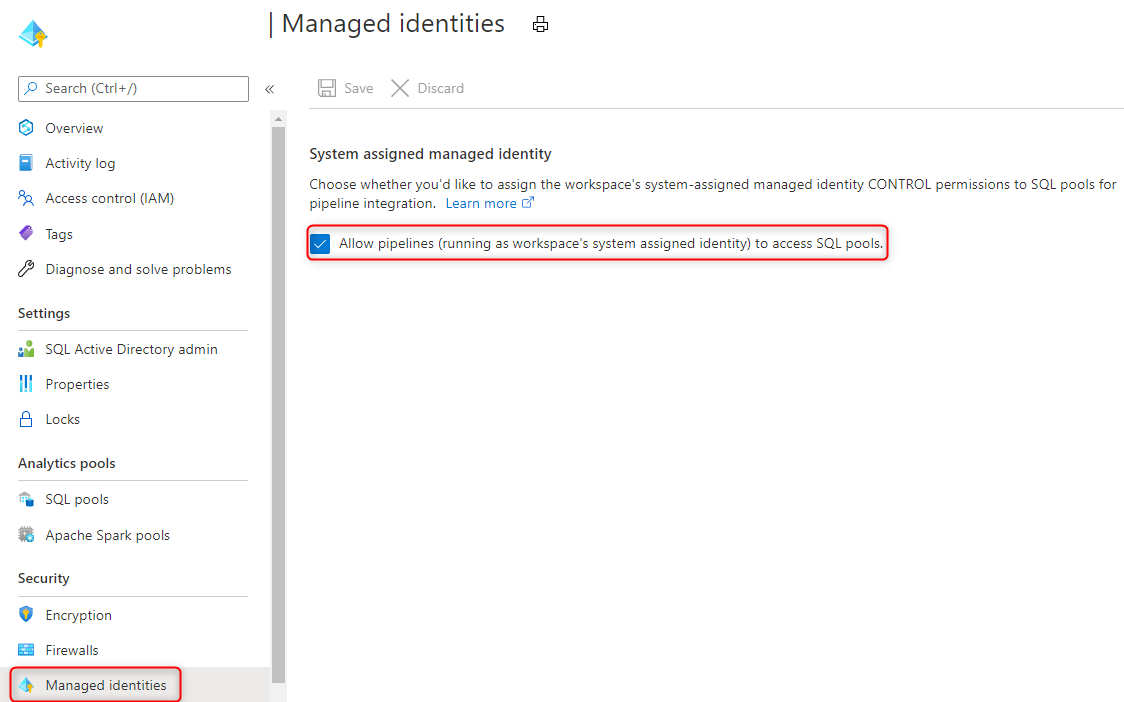 Managed identities
Search (Ctrl+/)
«
Save
Discard
Overview
Activity log
Access control (IAM)
Tags
Diagnose and solve problems
Settings
SQL Active Directory admin
Properties
Locks
Analytics pools
SQL pools
Apache Spark pools
Security
Encryption
Firewalls
Managed identities
System assigned managed identity
Choose whether you'd like to assign the workspace's system-assigned managed identity CONTROL permissions to SQL pools for
pipeline integration. Learn more
Allow pipelines (running as workspace's system assigned identity) to access SQL pools.